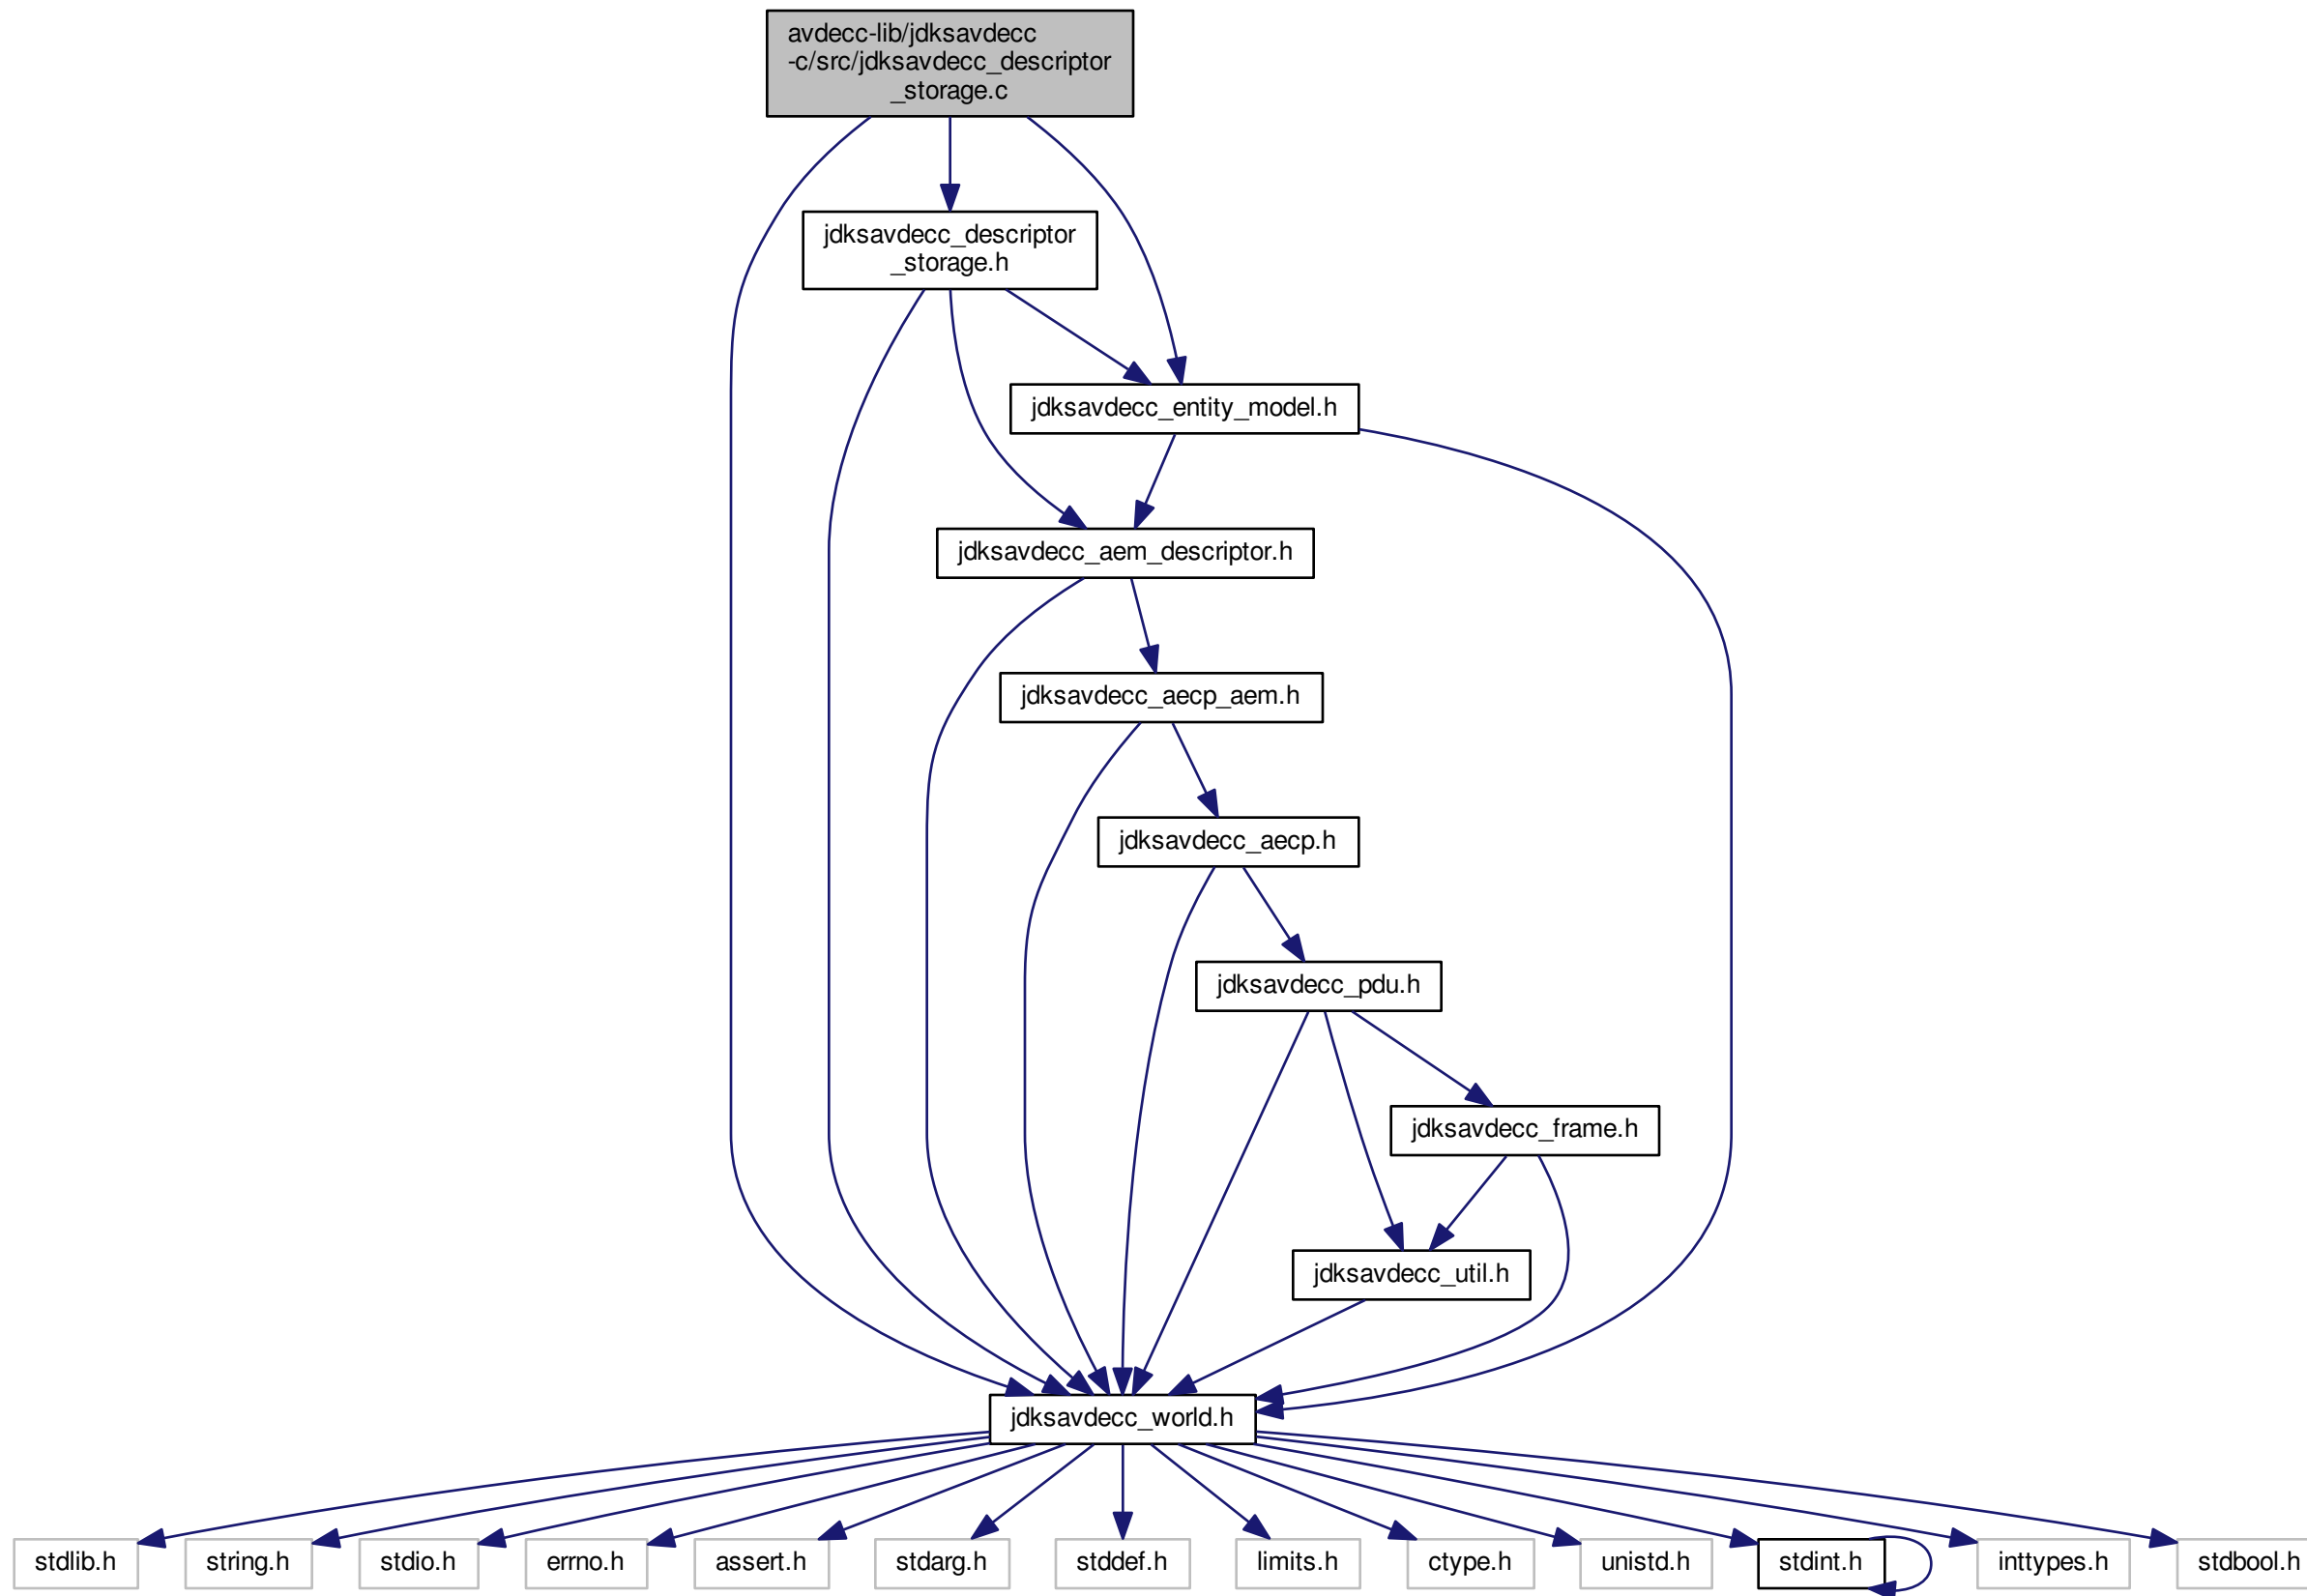 avdecc-lib/jdksavdecc
-c/src/jdksavdecc_descriptor
_storage.c
jdksavdecc_descriptor
_storage.h
jdksavdecc_entity_model.h
jdksavdecc_aem_descriptor.h
jdksavdecc_aecp_aem.h
jdksavdecc_aecp.h
jdksavdecc_pdu.h
jdksavdecc_frame.h
jdksavdecc_util.h
jdksavdecc_world.h
stdlib.h
string.h
stdio.h
errno.h
assert.h
stdarg.h
stddef.h
limits.h
ctype.h
unistd.h
stdint.h
inttypes.h
stdbool.h